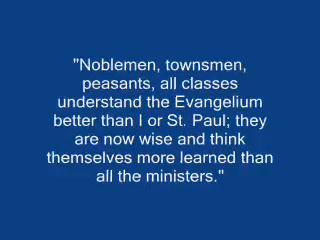 "Noblemen, townsmen,
peasants, all classes
understand the Evangelium
better than I or St. Paul; they
are now wise and think
themselves more learned than
all the ministers."